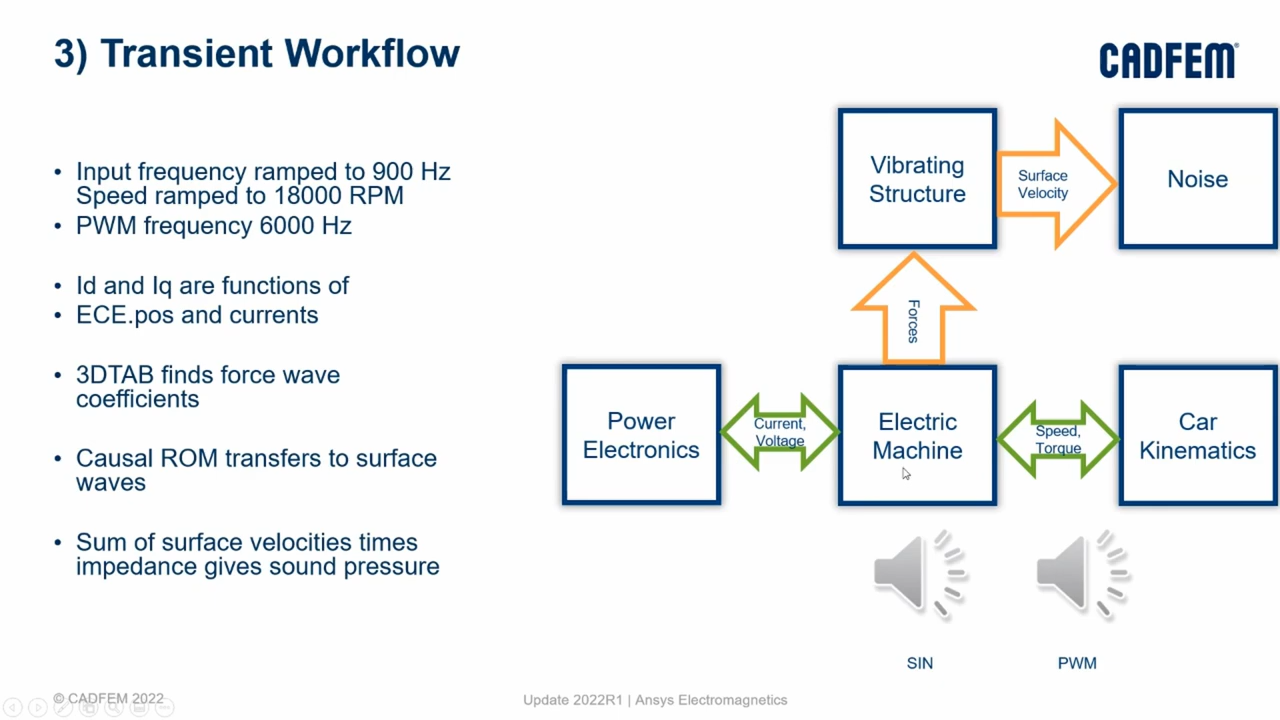 3) Transient Workflow
CADFEM®
• Input frequency ramped to 900 Hz
Speed ramped to 18000 RPM
• PWM frequency 6000 Hz
• Id and Iq are functions of
• ECE.pos and currents
• 3DTAB finds force wave
coefficients
• Causal ROM transfers to surface
waves
• Sum of surface velocities times
impedance gives sound pressure
Vibrating
Structure
Surface
Velocity
Noise
Forces
Power
Electronics
Current,
Voltage
Electric
Machine
Speed,
Torque
Car
Kinematics
SIN
PWM
© CADFEM 2022
Update 2022R1 | Ansys Electromagnetics